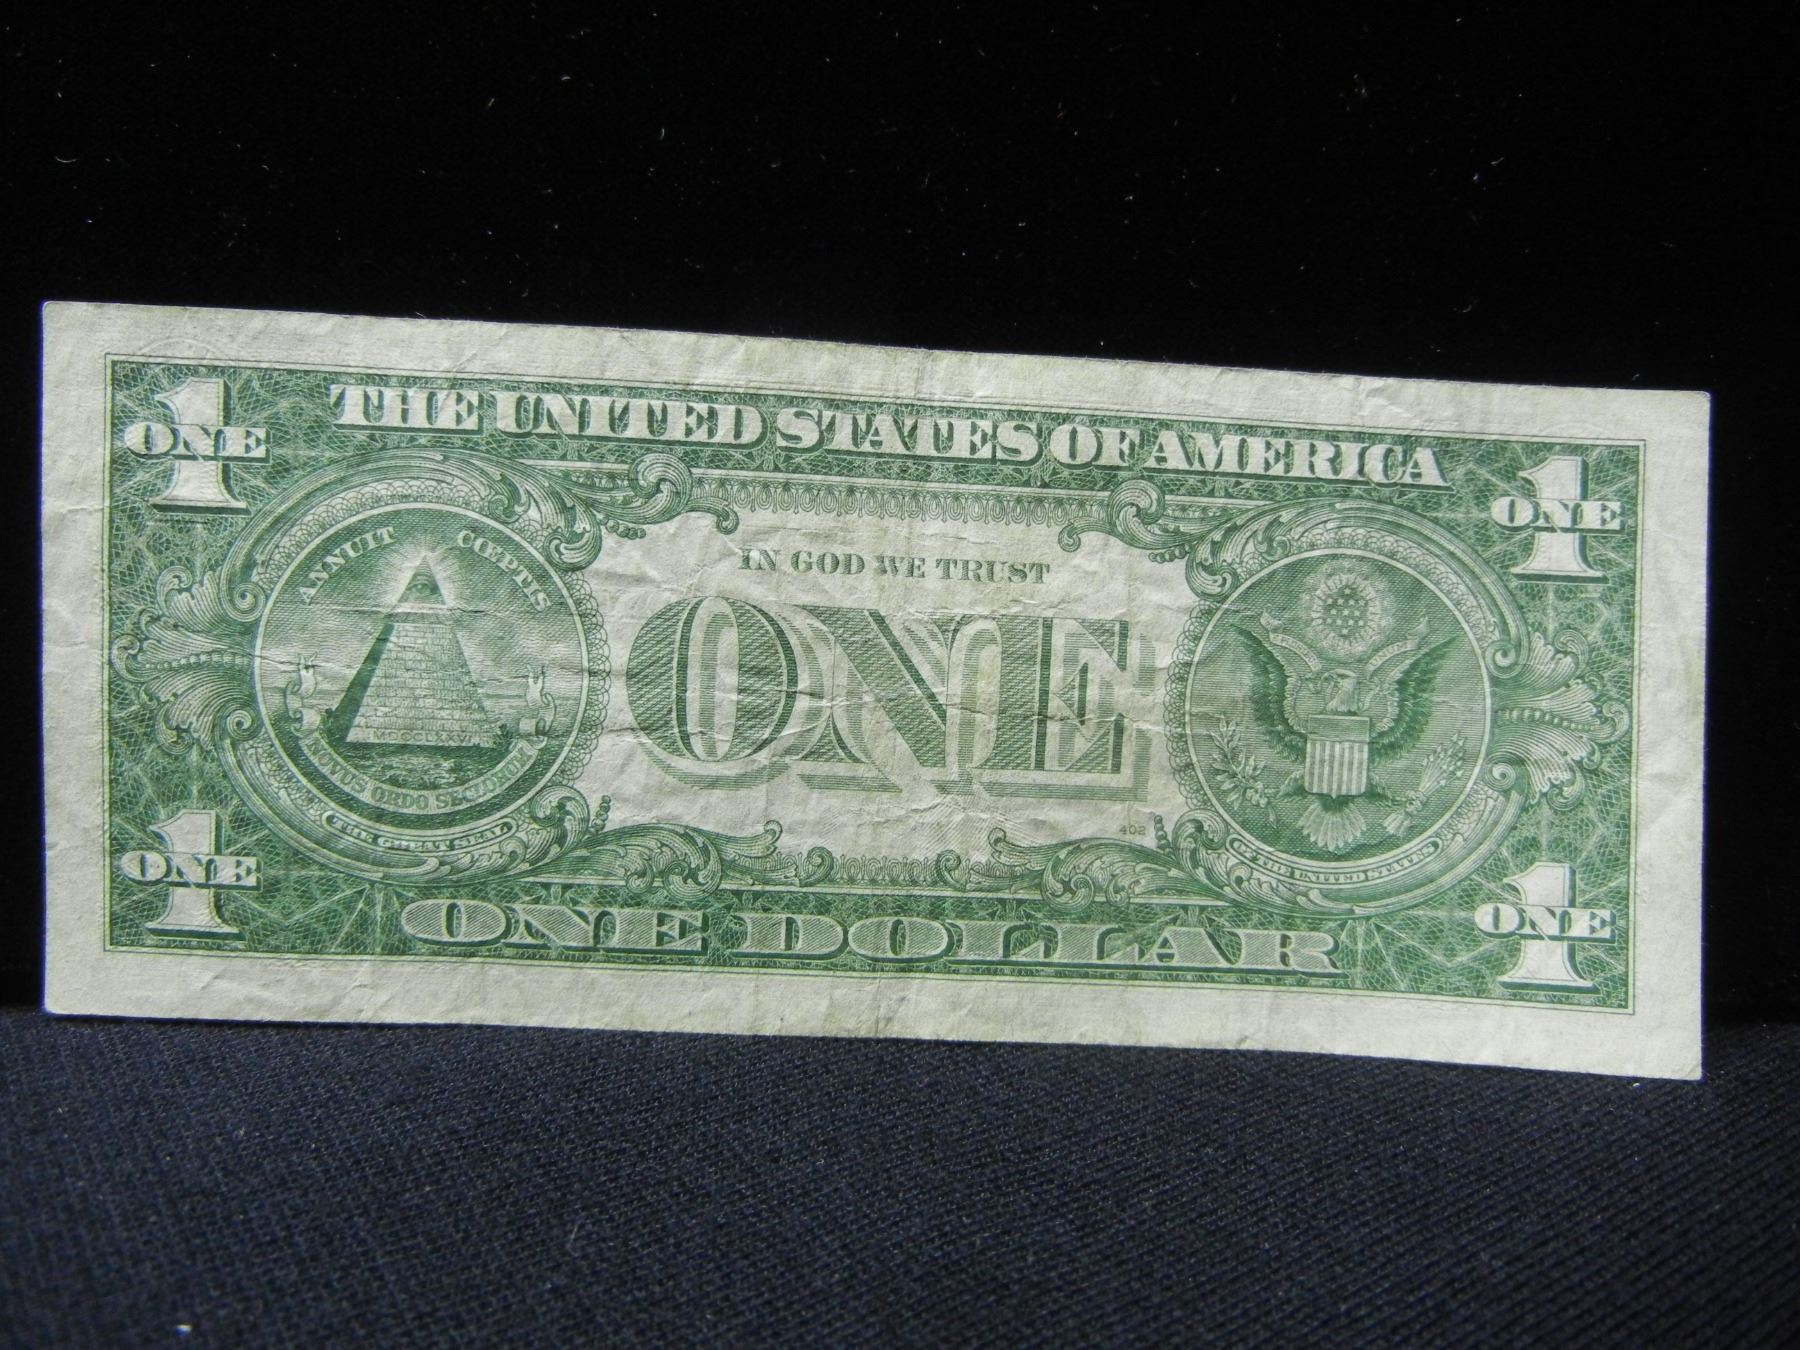 1
ONE
THE UNITED STATES OF AMERICA
1
ONE
ANNUIT CŒPTIS
IN GOD WE TRUST
ONE
MDCCLXXVI
NOVUS ORDO SECLORUM
THE GREAT SEAL
402
OF THE UNITED STATES
1
ONE
ONE DOLLAR
1
ONE